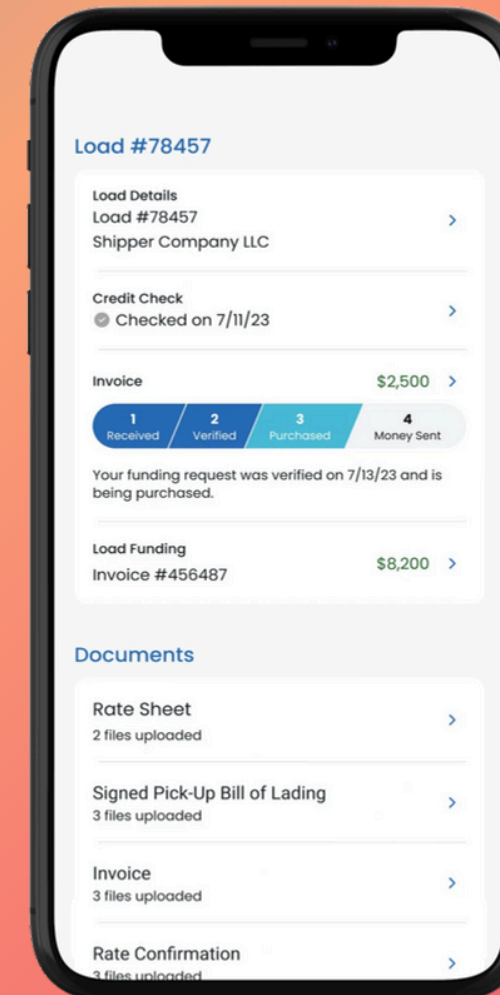 Load #78457
Load Details
Load #78457
Shipper Company LLC
Credit Check
Checked on 7/11/23
Invoice
$2,500
1
Received
2
Verified
3
Purchased
4
Money Sent
Your funding request was verified on 7/13/23 and is
being purchased.
Load Funding
Invoice #456487
$8,200
Documents
Rate Sheet
2 files uploaded
Signed Pick-Up Bill of Lading
3 files uploaded
Invoice
3 files uploaded
Rate Confirmation
3 files uploaded